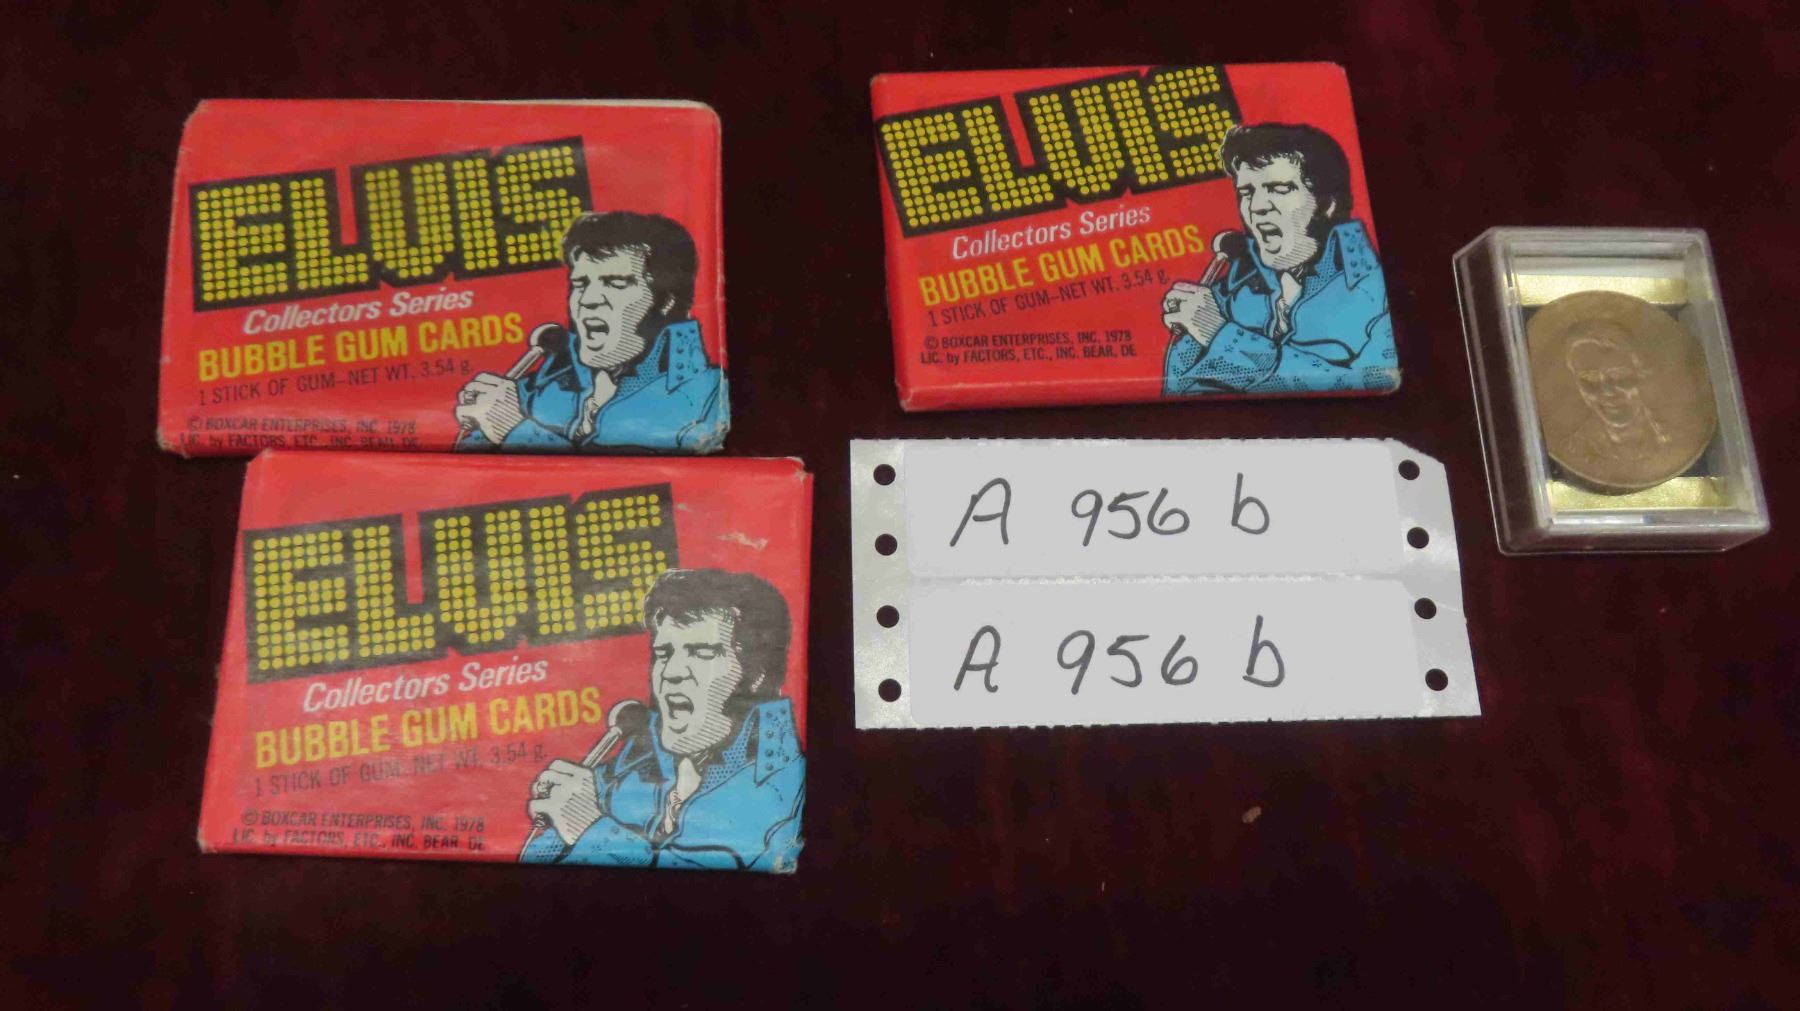 ELVIS
Collectors Series
BUBBLE GUM CARDS
1 STICK OF GUM–NET WT. 3.54 g.
© BOXCAR ENTERPRISES, INC. 1978
LIC. by FACTORS, ETC., INC. BEAR, DE
ELVIS
Collectors Series
BUBBLE GUM CARDS
1 STICK OF GUM–NET WT. 3.54 g.
© BOXCAR ENTERPRISES, INC. 1978
LIC. by FACTORS, ETC., INC. BEAR, DE
ELVIS
Collectors Series
BUBBLE GUM CARDS
1 STICK OF GUM–NET WT. 3.54 g.
© BOXCAR ENTERPRISES, INC. 1978
LIC. by FACTORS, ETC., INC. BEAR, DE
A 956 b
A 956 b